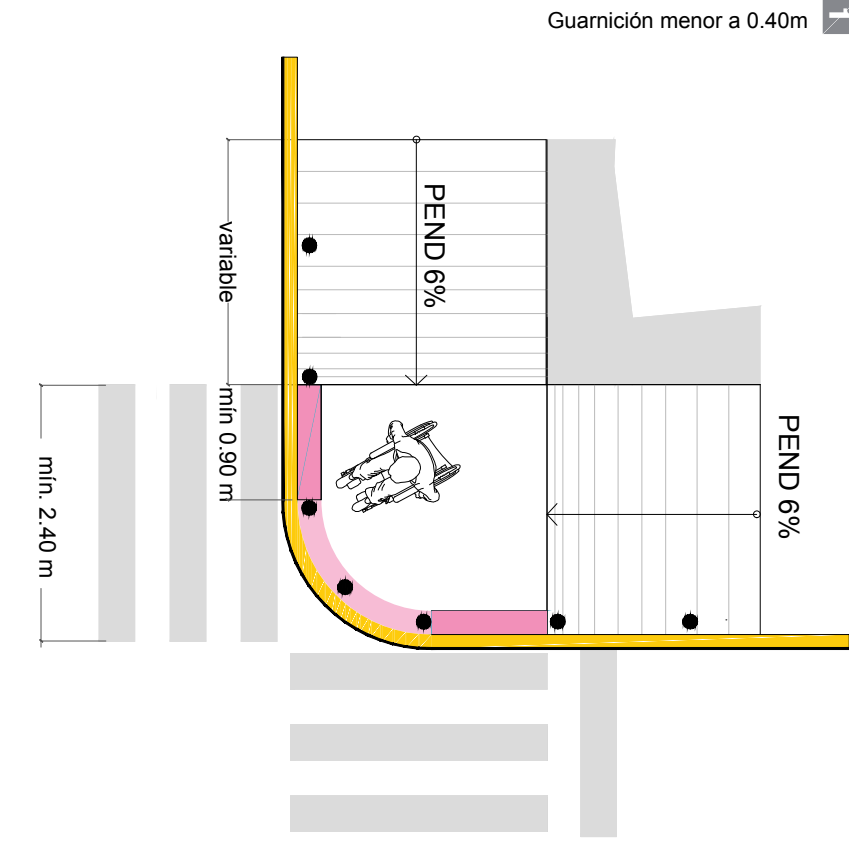 Guarnición menor a 0.40m
PEND 6%
variable
mín 0.90 m
mín. 2.40 m
PEND 6%